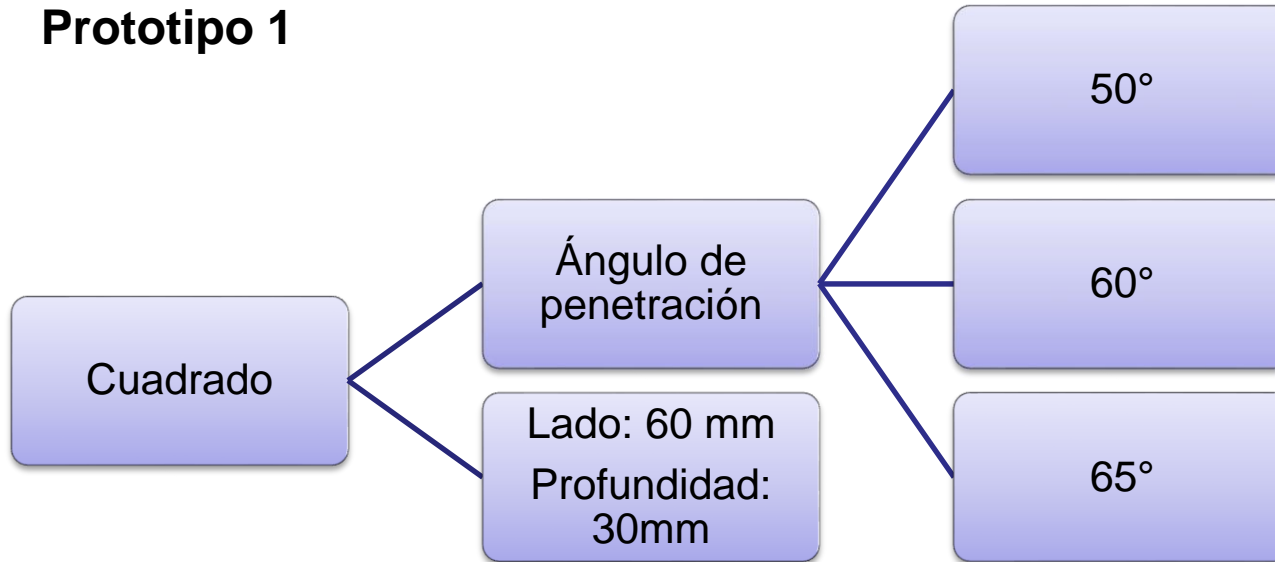 Prototipo 1
Cuadrado
Ángulo de
penetración
Lado: 60 mm
Profundidad:
30mm
50°
60°
65°